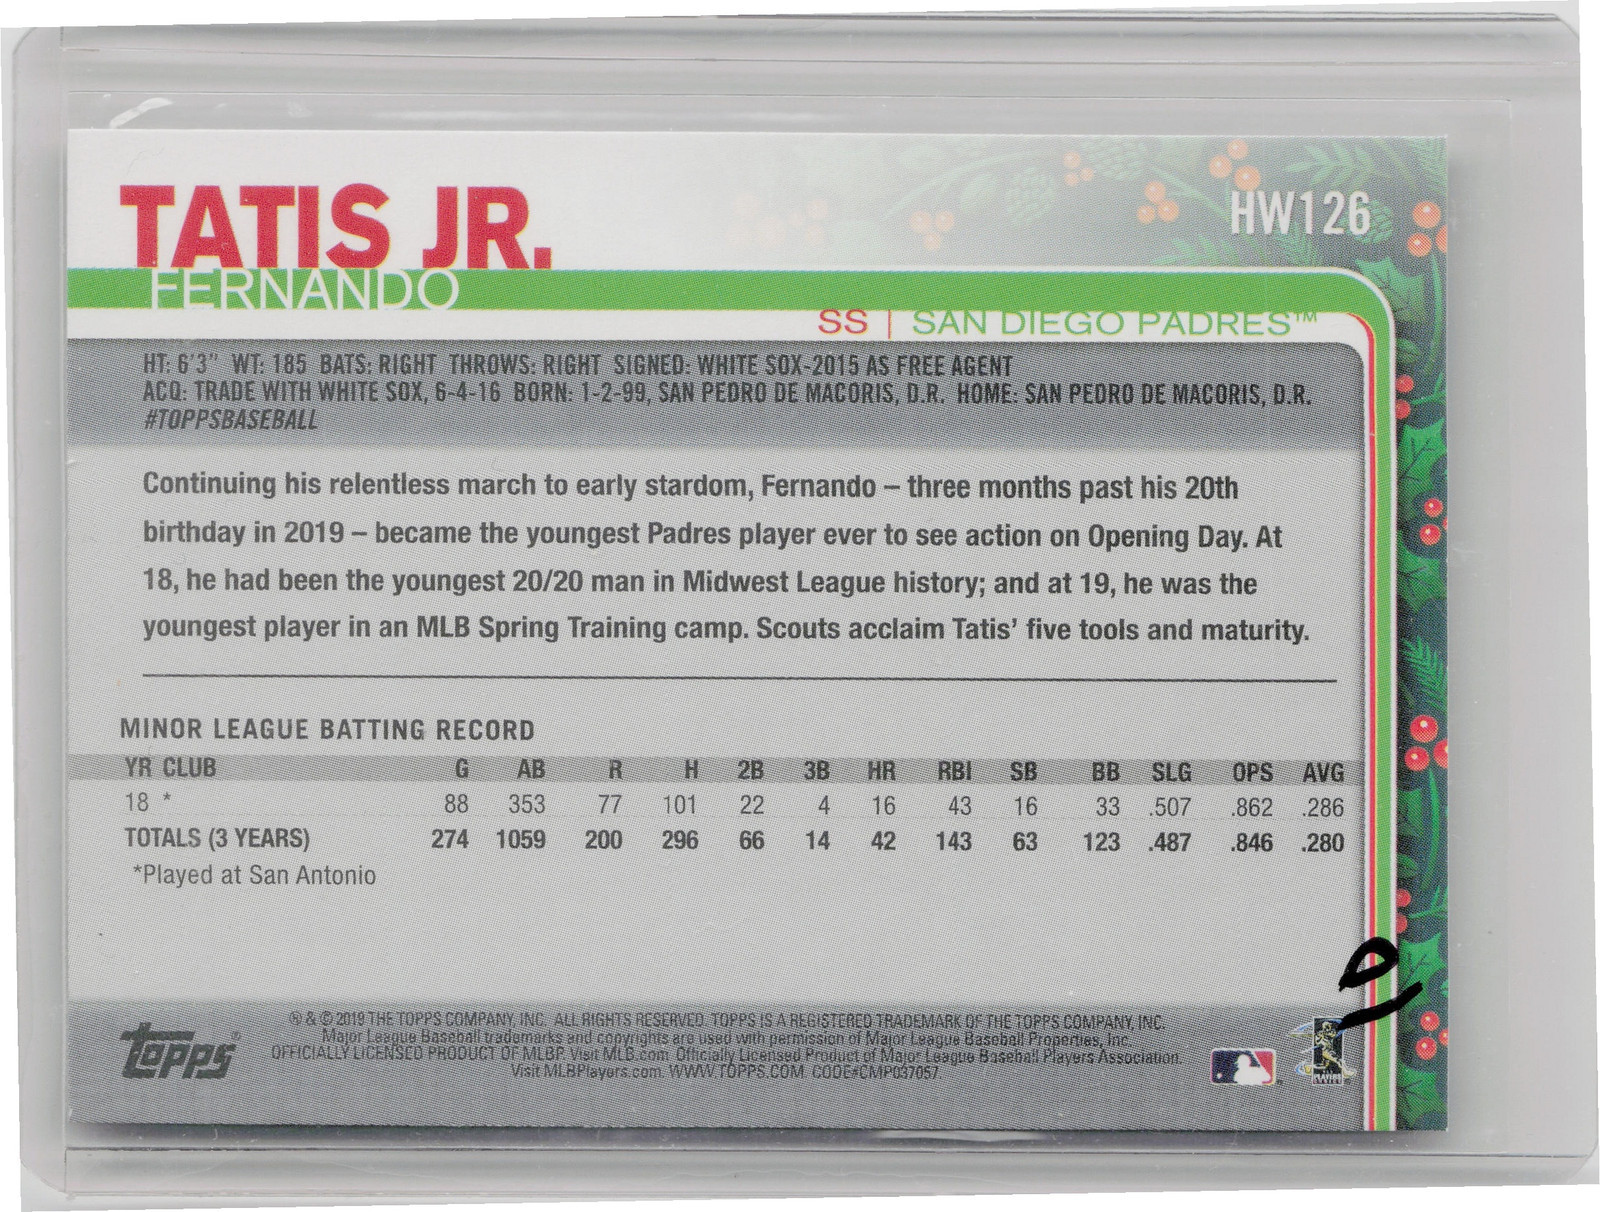 TATIS JR.
FERNANDO
HW126
SS | SAN DIEGO PADRES™
HT: 6'3" WT: 185 BATS: RIGHT THROWS: RIGHT SIGNED: WHITE SOX-2015 AS FREE AGENT
ACQ: TRADE WITH WHITE SOX, 6-4-16 BORN: 1-2-99, SAN PEDRO DE MACORIS, D.R. HOME: SAN PEDRO DE MACORIS, D.R.
#TOPPSBASEBALL
Continuing his relentless march to early stardom, Fernando – three months past his 20th
birthday in 2019 – became the youngest Padres player ever to see action on Opening Day. At
18, he had been the youngest 20/20 man in Midwest League history; and at 19, he was the
youngest player in an MLB Spring Training camp. Scouts acclaim Tatis' five tools and maturity.
MINOR LEAGUE BATTING RECORD
YR CLUB G AB R H 2B 3B HR RBI SB BB SLG OPS AVG
18 * 88 353 77 101 22 4 16 43 16 33 .507 .862 .286
TOTALS (3 YEARS) 274 1059 200 296 66 14 42 143 63 123 .487 .846 .280
*Played at San Antonio
topps
® & © 2019 THE TOPPS COMPANY, INC. ALL RIGHTS RESERVED. TOPPS IS A REGISTERED TRADEMARK OF THE TOPPS COMPANY, INC.
Major League Baseball trademarks and copyrights are used with permission of Major League Baseball Properties, Inc.
OFFICIALLY LICENSED PRODUCT OF MLBP. Visit MLB.com. Officially Licensed Product of Major League Baseball Players Association.
Visit MLBPlayers.com. WWW.TOPPS.COM. CODE#CMP037057.